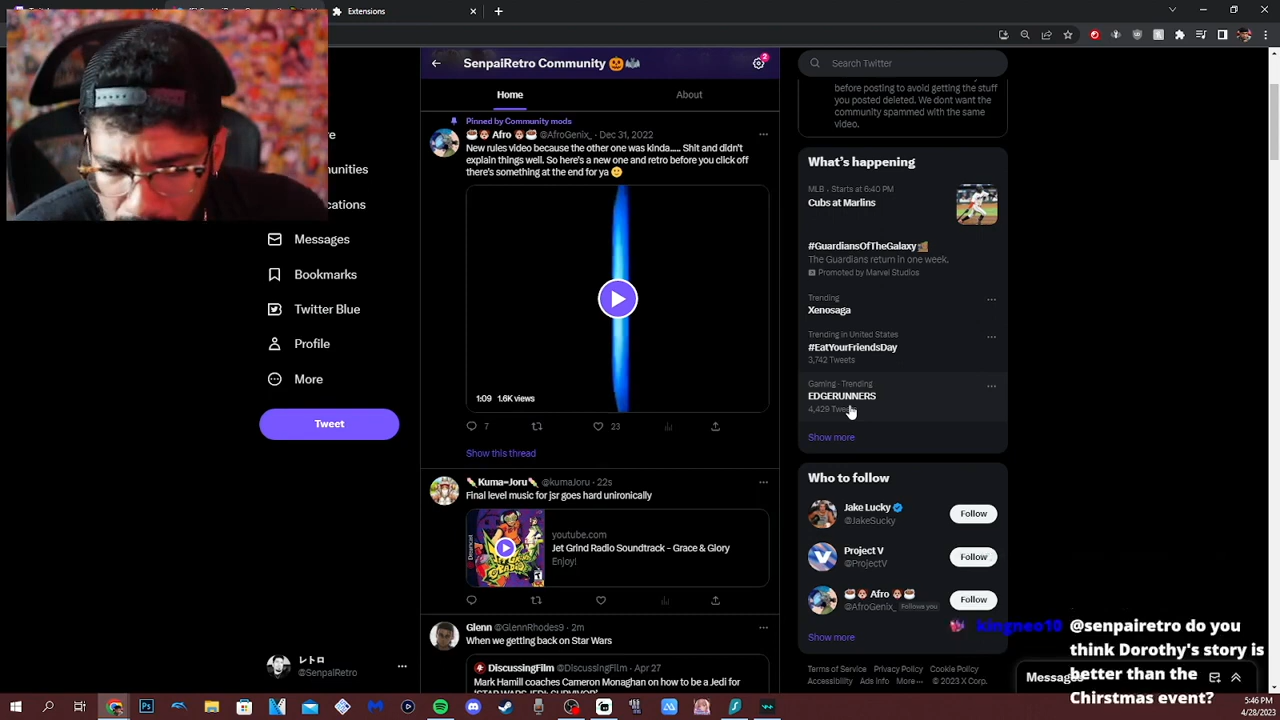 Extensions
SenpaiRetro Community 🎃🦇
2
Search Twitter
Home
About
before posting to avoid getting the stuff
you posted deleted. We dont want the
community spammed with the same
video.
Pinned by Community mods
Afro @AfroGenix_ · Dec 31, 2022
New rules video because the other one was kinda..... Shit and didn't
explain things well. So here's a new one and retro before you click off
there's something at the end for ya 🙂
1:09 1.6K views
7
23
Show this thread
Kuma-Joru @kumaJoru · 22s
Final level music for jsr goes hard unironically
youtube.com
Jet Grind Radio Soundtrack - Grace & Glory
Enjoy!
Glenn @GlennRhodes9 · 2m
When we getting back on Star Wars
DiscussingFilm @DiscussingFilm · Apr 27
Mark Hamill coaches Cameron Monaghan on how to be a Jedi for
'STAR WARS JEDI: SURVIVOR'
unities
cations
Messages
Bookmarks
Twitter Blue
Profile
More
Tweet
レトロ
@SenpaiRetro
What's happening
MLB · Starts at 6:40 PM
Cubs at Marlins
#GuardiansOfTheGalaxy
The Guardians return in one week.
Promoted by Marvel Studios
Trending
Xenosaga
Trending in United States
#EatYourFriendsDay
3,742 Tweets
Gaming · Trending
EDGERUNNERS
4,429 Tweets
Show more
Who to follow
Jake Lucky
@JakeSucky
Follow
Project V
@ProjectV
Follow
Afro
@AfroGenix_ Follows you
Follow
Show more
Terms of Service Privacy Policy Cookie Policy
Accessibility Ads info More ··· © 2023 X Corp.
Messages
kingneo10 @senpairetro do you
think Dorothy's story is
better than the
Chirstmas event?
5:46 PM
4/28/2023